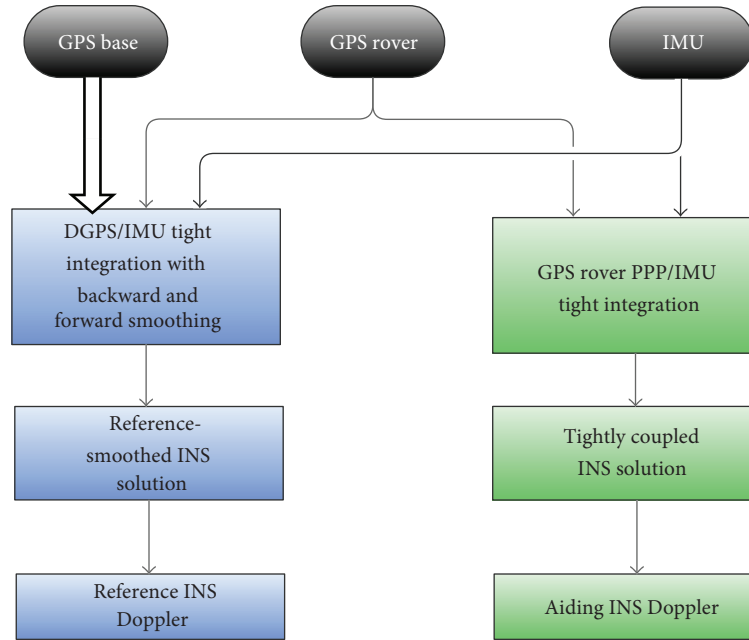 GPS base
GPS rover
IMU
DGPS/IMU tight
integration with
backward and
forward smoothing
GPS rover PPP/IMU
tight integration
Reference-
smoothed INS
solution
Tightly coupled
INS solution
Reference INS
Doppler
Aiding INS Doppler